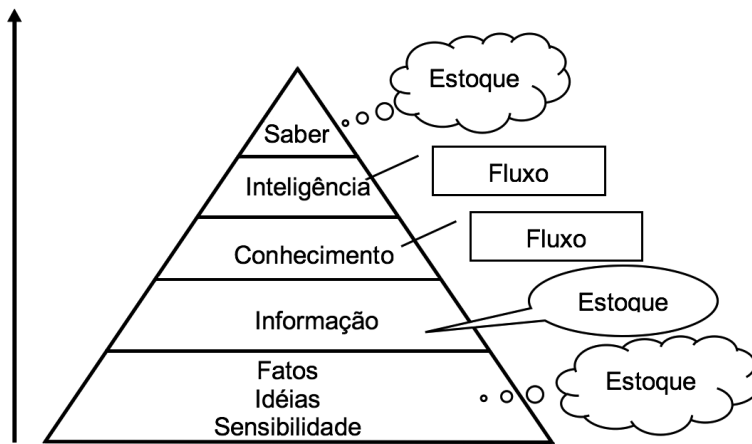 Estoque
Saber
Inteligência
Fluxo
Conhecimento
Fluxo
Informação
Estoque
Fatos
Idéias
Sensibilidade
Estoque